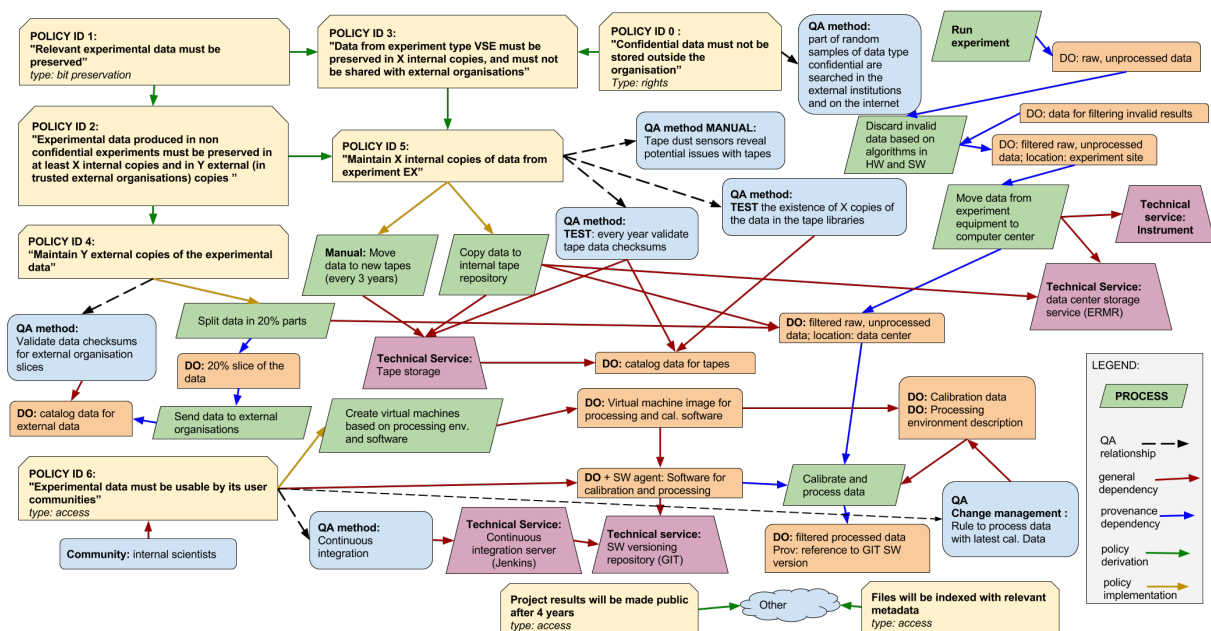 POLICY ID 1:
"Relevant experimental data must be
preserved”
type: bit preservation
POLICY ID 3:
"Data from experiment type VSE must be
preserved in X internal copies, and must not
be shared with external organisations”
POLICY ID 0 :
"Confidential data must not be
stored outside the
organisation”
Type: rights
QA method:
part of random
samples of data type
confidential are
searched in the
external institutions
and on the internet
Run
experiment
DO: raw, unprocessed data
POLICY ID 2:
"Experimental data produced in non
confidential experiments must be preserved in
at least X internal copies and in Y external (in
trusted external organisations) copies ”
POLICY ID 5:
"Maintain X internal copies of data from
experiment EX”
QA method MANUAL:
Tape dust sensors reveal
potential issues with tapes
Discard invalid
data based on
algorithms in
HW and SW
DO: data for filtering invalid results
DO: filtered raw, unprocessed
data; location: experiment site
QA method:
TEST: every year validate
tape data checksums
QA method:
TEST the existence of X copies of
the data in the tape libraries
Move data from
experiment
equipment to
computer center
Technical
service:
Instrument
POLICY ID 4:
“Maintain Y external copies of the experimental
data”
Manual: Move
data to new tapes
(every 3 years)
Copy data to
internal tape
repository
Technical Service:
data center storage
service (ERMR)
QA method:
Validate data checksums
for external organisation
slices
Split data in 20% parts
DO: filtered raw, unprocessed
data; location: data center
DO: 20% slice of the
data
Technical Service:
Tape storage
DO: catalog data for tapes
DO: catalog data for
external data
Send data to external
organisations
Create virtual machines
based on processing env.
and software
DO: Virtual machine image for
processing and cal. software
DO: Calibration data
DO: Processing
environment description
LEGEND:
PROCESS
QA
relationship
general
dependency
provenance
dependency
policy
derivation
policy
implementation
POLICY ID 6:
"Experimental data must be usable by its user
communities”
type: access
DO + SW agent: Software for
calibration and processing
Calibrate and
process data
QA
Change management :
Rule to process data
with latest cal. Data
Community: internal scientists
QA method:
Continuous
integration
Technical Service:
Continuous
integration server
(Jenkins)
Technical service:
SW versioning
repository (GIT)
DO: filtered processed data
Prov: reference to GIT SW
version
Project results will be made public
after 4 years
type: access
Other
Files will be indexed with relevant
metadata
type: access